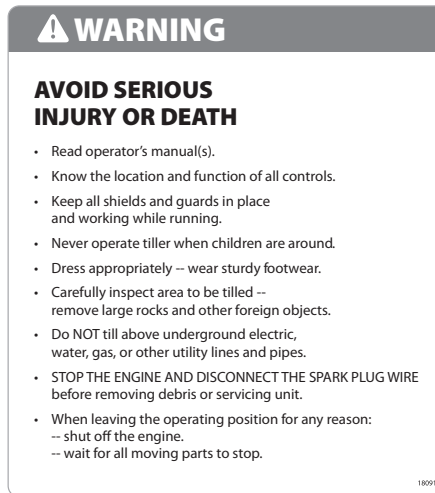 WARNING
AVOID SERIOUS
INJURY OR DEATH
• Read operator's manual(s).
• Know the location and function of all controls.
• Keep all shields and guards in place
and working while running.
• Never operate tiller when children are around.
• Dress appropriately -- wear sturdy footwear.
• Carefully inspect area to be tilled --
remove large rocks and other foreign objects.
• Do NOT till above underground electric,
water, gas, or other utility lines and pipes.
• STOP THE ENGINE AND DISCONNECT THE SPARK PLUG WIRE
before removing debris or servicing unit.
• When leaving the operating position for any reason:
-- shut off the engine.
-- wait for all moving parts to stop.
18091